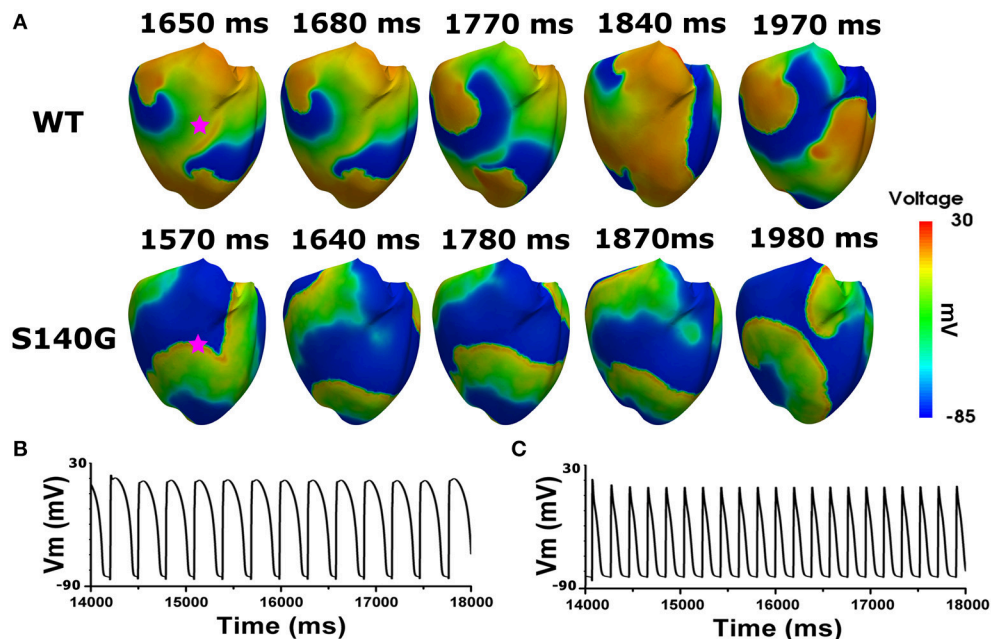 A
1650 ms 1680 ms 1770 ms 1840 ms 1970 ms
WT
Voltage
30
mV
-85
1570 ms 1640 ms 1780 ms 1870ms 1980 ms
S140G
B
30
Vm (mV)
-90
14000 15000 16000 17000 18000
Time (ms)
C
30
Vm (mV)
-90
14000 15000 16000 17000 18000
Time (ms)